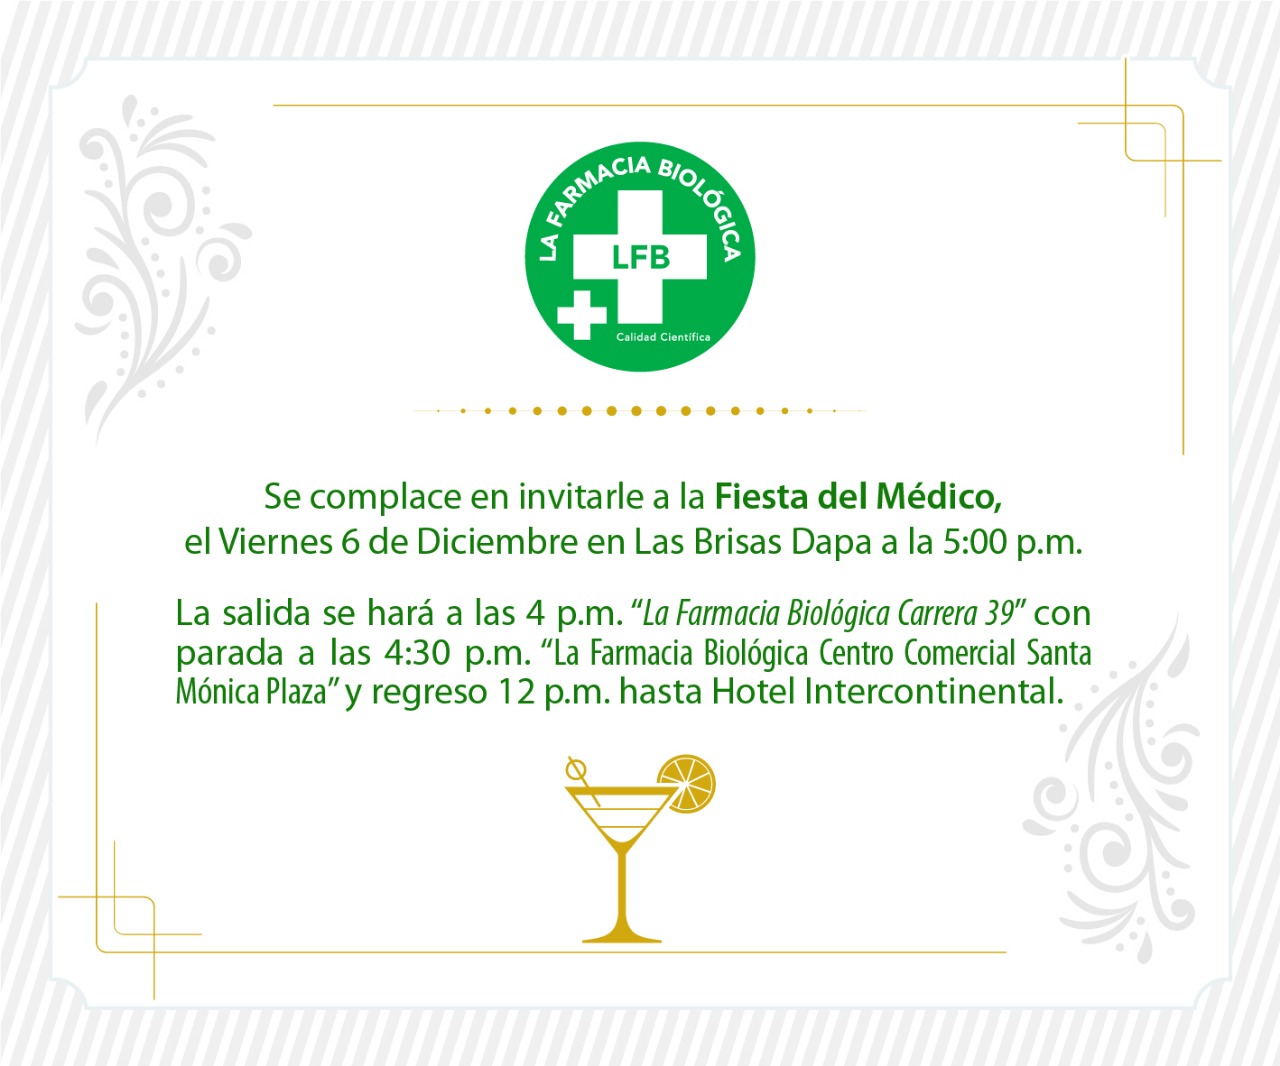 LA FARMACIA BIOLÓGICA
LFB
Calidad Científica
Se complace en invitarle a la Fiesta del Médico,
el Viernes 6 de Diciembre en Las Brisas Dapa a la 5:00 p.m.
La salida se hará a las 4 p.m. “La Farmacia Biológica Carrera 39” con
parada a las 4:30 p.m. “La Farmacia Biológica Centro Comercial Santa
Mónica Plaza” y regreso 12 p.m. hasta Hotel Intercontinental.